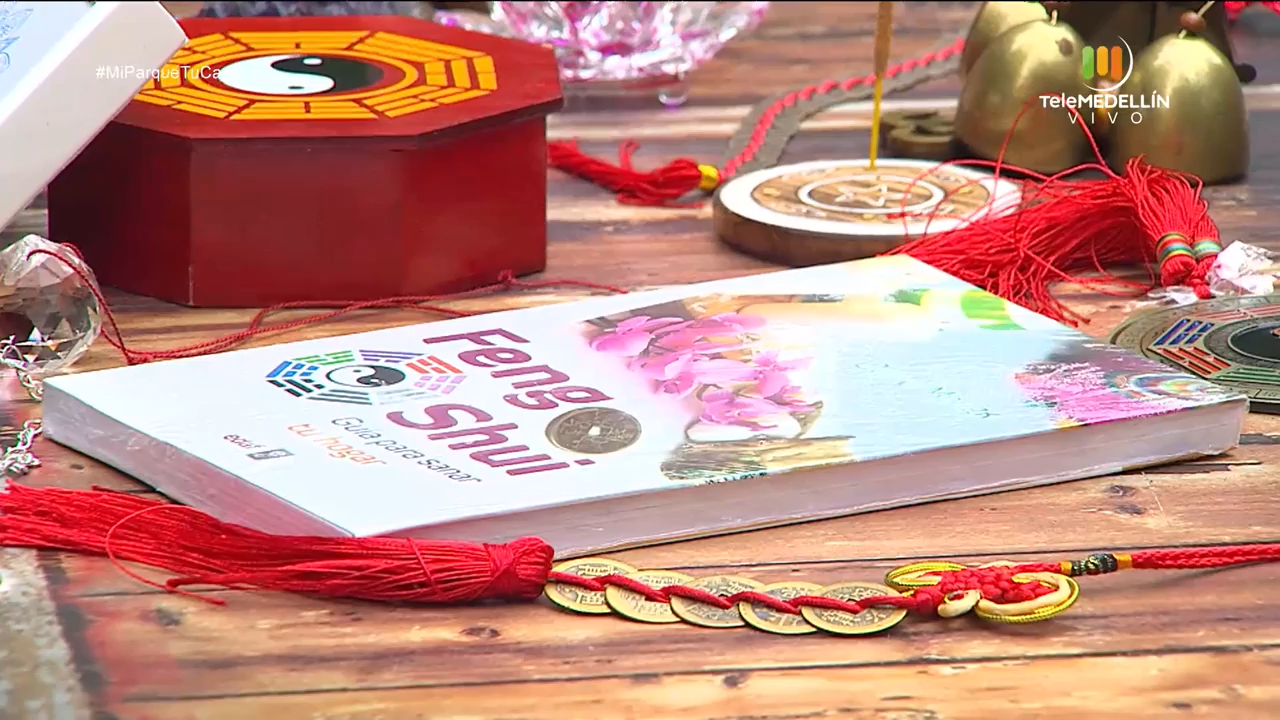 #MiParqueTuCa
TeleMEDELLÍN
VIVO
Feng
Shui
Guía para sanar
tu hogar